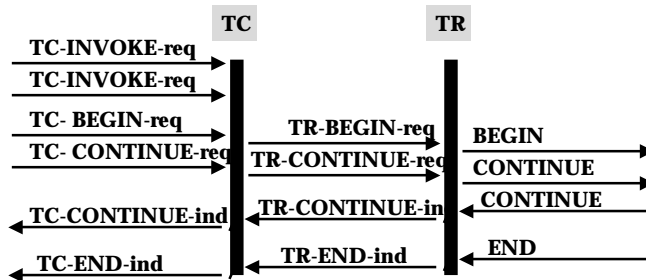 TC TR
TC-INVOKE-req
TC-INVOKE-req
TC- BEGIN-req TR-BEGIN-req BEGIN
TC- CONTINUE-req TR-CONTINUE-req CONTINUE
TC-CONTINUE-ind TR-CONTINUE-in CONTINUE
TC-END-ind TR-END-ind END